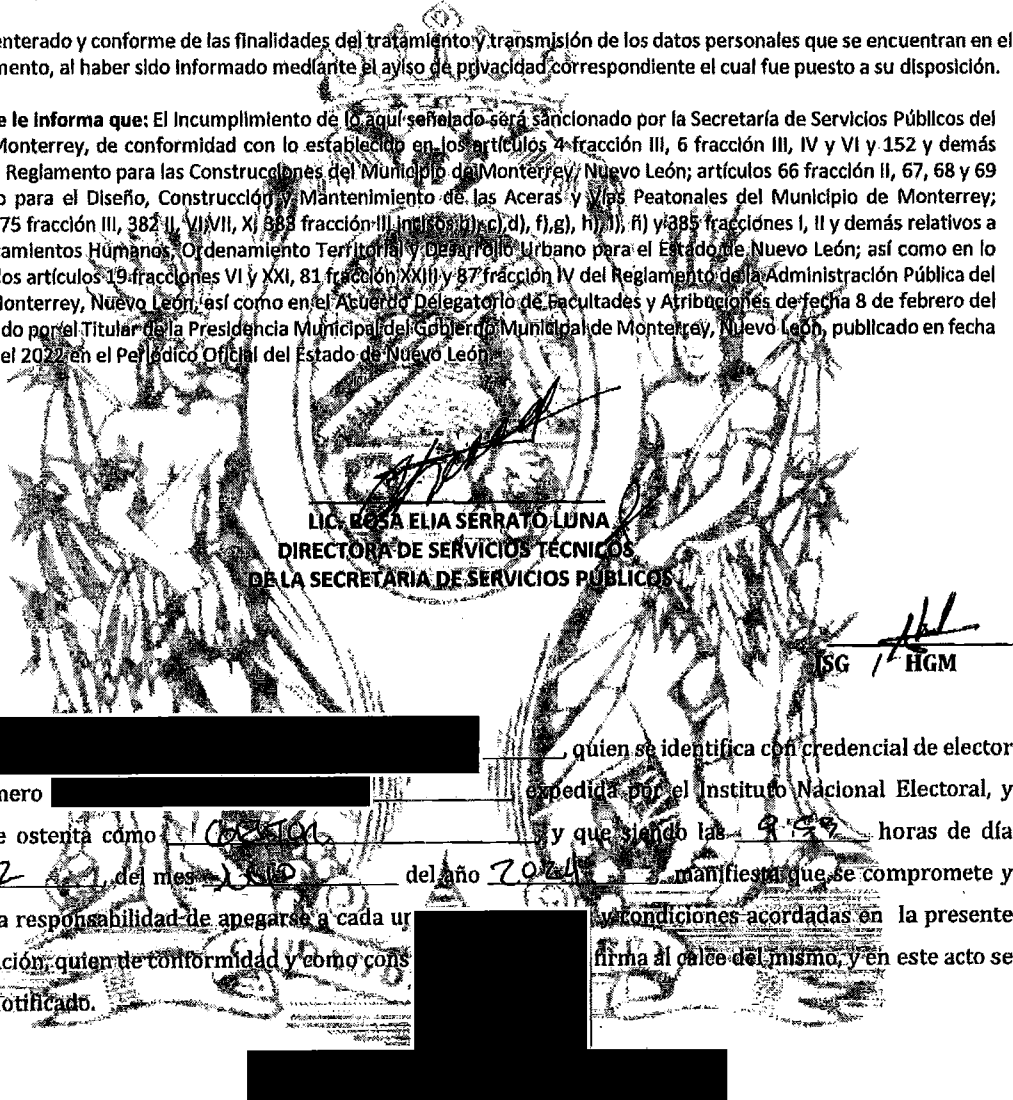 enterado y conforme de las finalidades del tratamiento y transmisión de los datos personales que se encuentran en el
mento, al haber sido informado mediante el aviso de privacidad correspondiente el cual fue puesto a su disposición.
e le informa que: El incumplimiento de lo aquí señalado será sancionado por la Secretaría de Servicios Públicos del
Monterrey, de conformidad con lo establecido en los artículos 4 fracción III, 6 fracción III, IV y VI y 152 y demás
Reglamento para las Construcciones del Municipio de Monterrey, Nuevo León; artículos 66 fracción II, 67, 68 y 69
o para el Diseño, Construcción y Mantenimiento de las Aceras y Vías Peatonales del Municipio de Monterrey;
75 fracción III, 382 II, VI, VII, X, 383 fracción III incisos b), c), d), f), g), h), l), ñ) y 385 fracciones I, II y demás relativos a
tamientos Humanos, Ordenamiento Territorial y Desarrollo Urbano para el Estado de Nuevo León; así como en lo
os artículos 19 fracciones VI y XXI, 81 fracción XXIII y 87 fracción IV del Reglamento de la Administración Pública del
Monterrey, Nuevo León, así como en el Acuerdo Delegatorio de Facultades y Atribuciones de fecha 8 de febrero del
do por el Titular de la Presidencia Municipal del Gobierno Municipal de Monterrey, Nuevo León, publicado en fecha
el 2022 en el Periódico Oficial del Estado de Nuevo León.
LIC. ROSA ELIA SERRATO LUNA
DIRECTORA DE SERVICIOS TÉCNICOS
DE LA SECRETARIA DE SERVICIOS PÚBLICOS
JSG / HGM
, quien se identifica con credencial de elector
mero expedida por el Instituto Nacional Electoral, y
e ostenta como y que siendo las horas de día
2 , del mes del año 2024 manifiesta que se compromete y
a responsabilidad de apegarse a cada un y condiciones acordadas en la presente
ción, quien de conformidad y como cons firma al calce del mismo, y en este acto se
otificado.